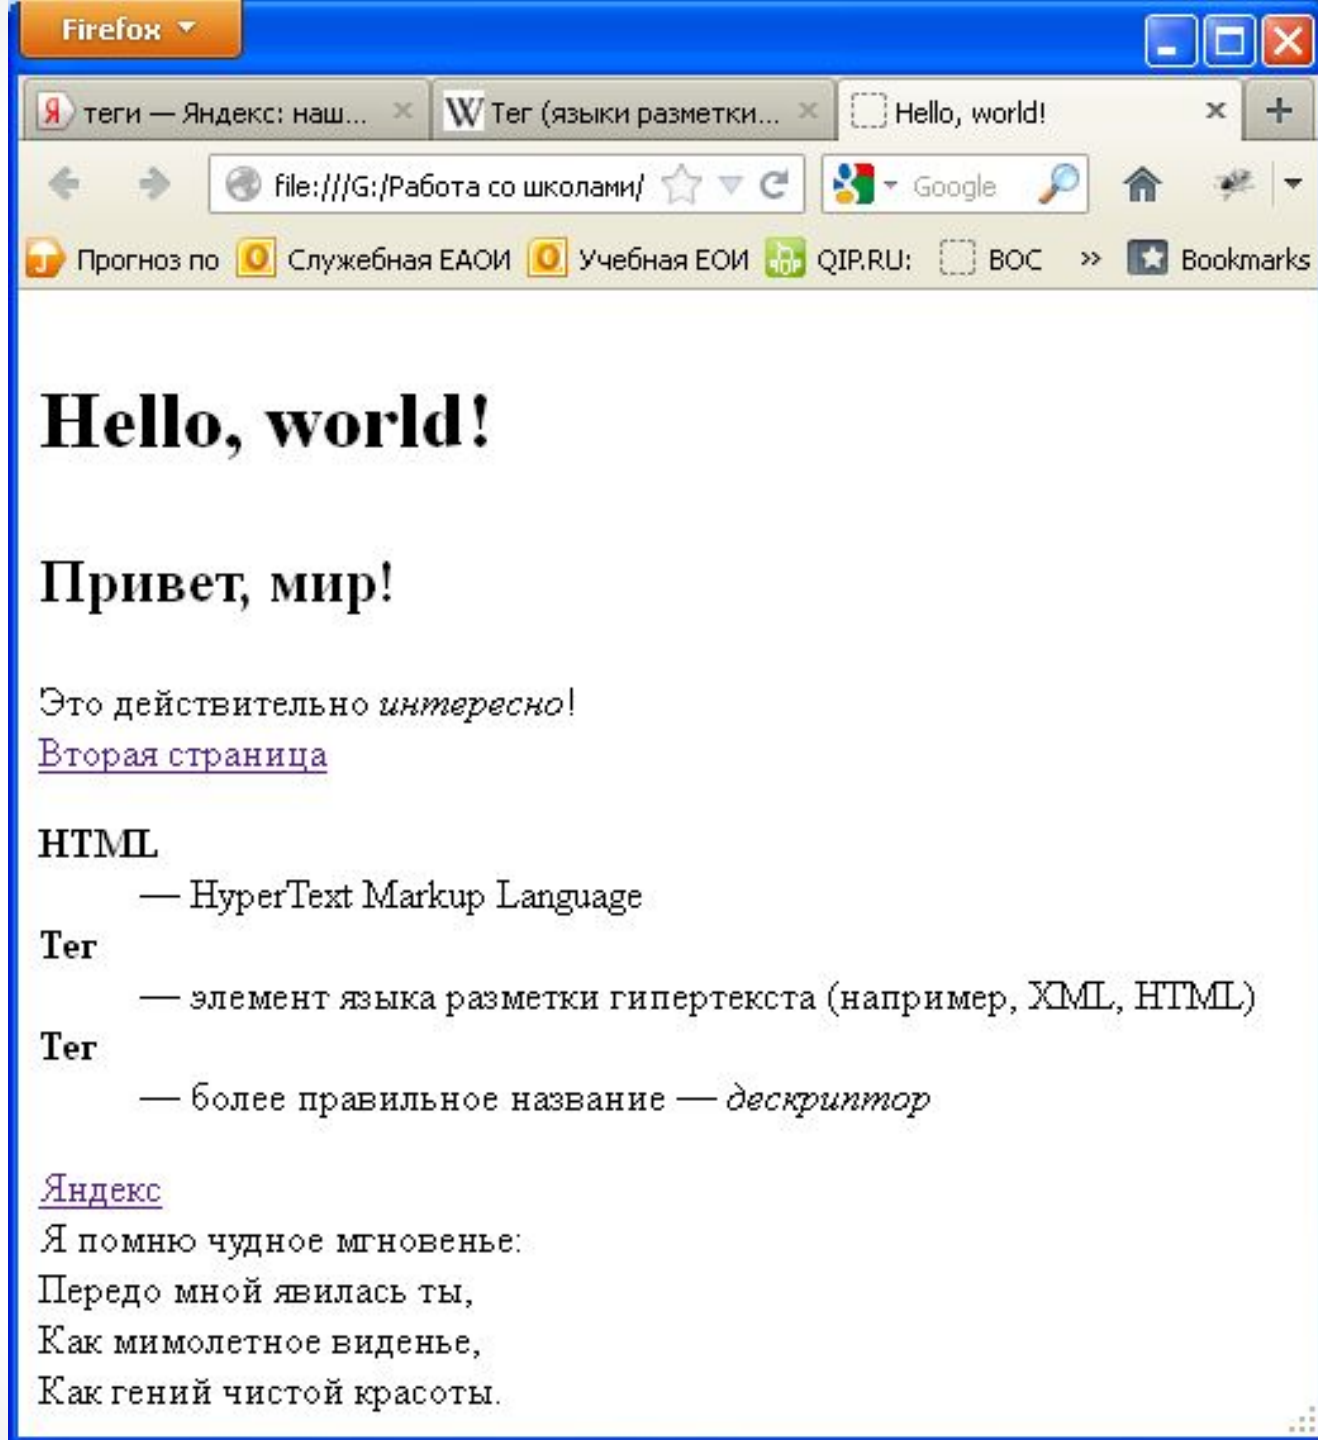 Firefox
теги — Яндекс: наш... Тег (языки разметки... Hello, world!
file:///G:/Работа со школами/ Google
Прогноз по Служебная ЕАОИ Учебная ЕОИ QIP.RU: ВОС » Bookmarks
Hello, world!
Привет, мир!
Это действительно интересно!
Вторая страница
HTML
— HyperText Markup Language
Тег
— элемент языка разметки гипертекста (например, XML, HTML)
Тег
— более правильное название — дескриптор
Яндекс
Я помню чудное мгновенье:
Передо мной явилась ты,
Как мимолетное виденье,
Как гений чистой красоты.